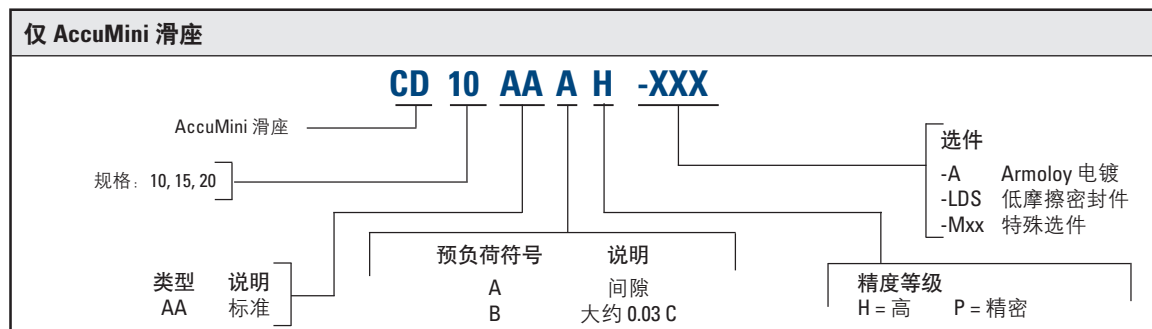 仅 AccuMini 滑座
CD 10 AA A H -XXX
AccuMini 滑座
规格：10, 15, 20
选件
-A Armoloy 电镀
-LDS 低摩擦密封件
-Mxx 特殊选件
类型 说明
AA 标准
预负荷符号 说明
A 间隙
B 大约 0.03 C
精度等级
H = 高 P = 精密